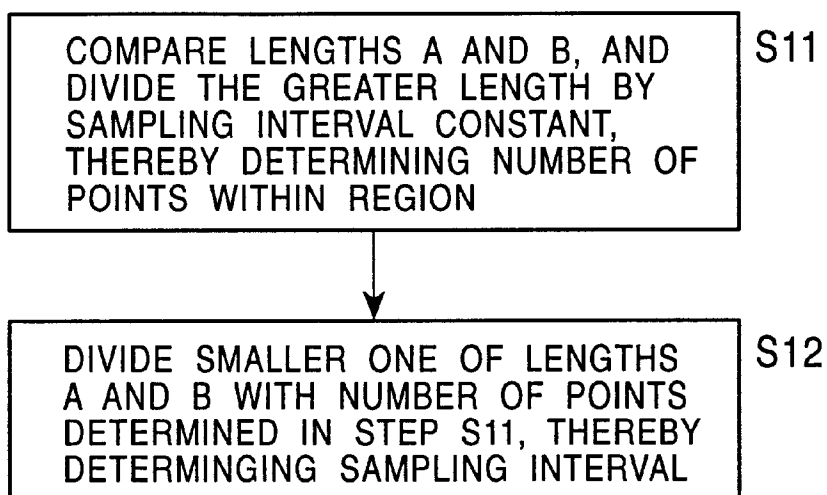 COMPARE LENGTHS A AND B, AND
DIVIDE THE GREATER LENGTH BY
SAMPLING INTERVAL CONSTANT,
THEREBY DETERMINING NUMBER OF
POINTS WITHIN REGION
S11
DIVIDE SMALLER ONE OF LENGTHS
A AND B WITH NUMBER OF POINTS
DETERMINED IN STEP S11, THEREBY
DETERMINGING SAMPLING INTERVAL
S12